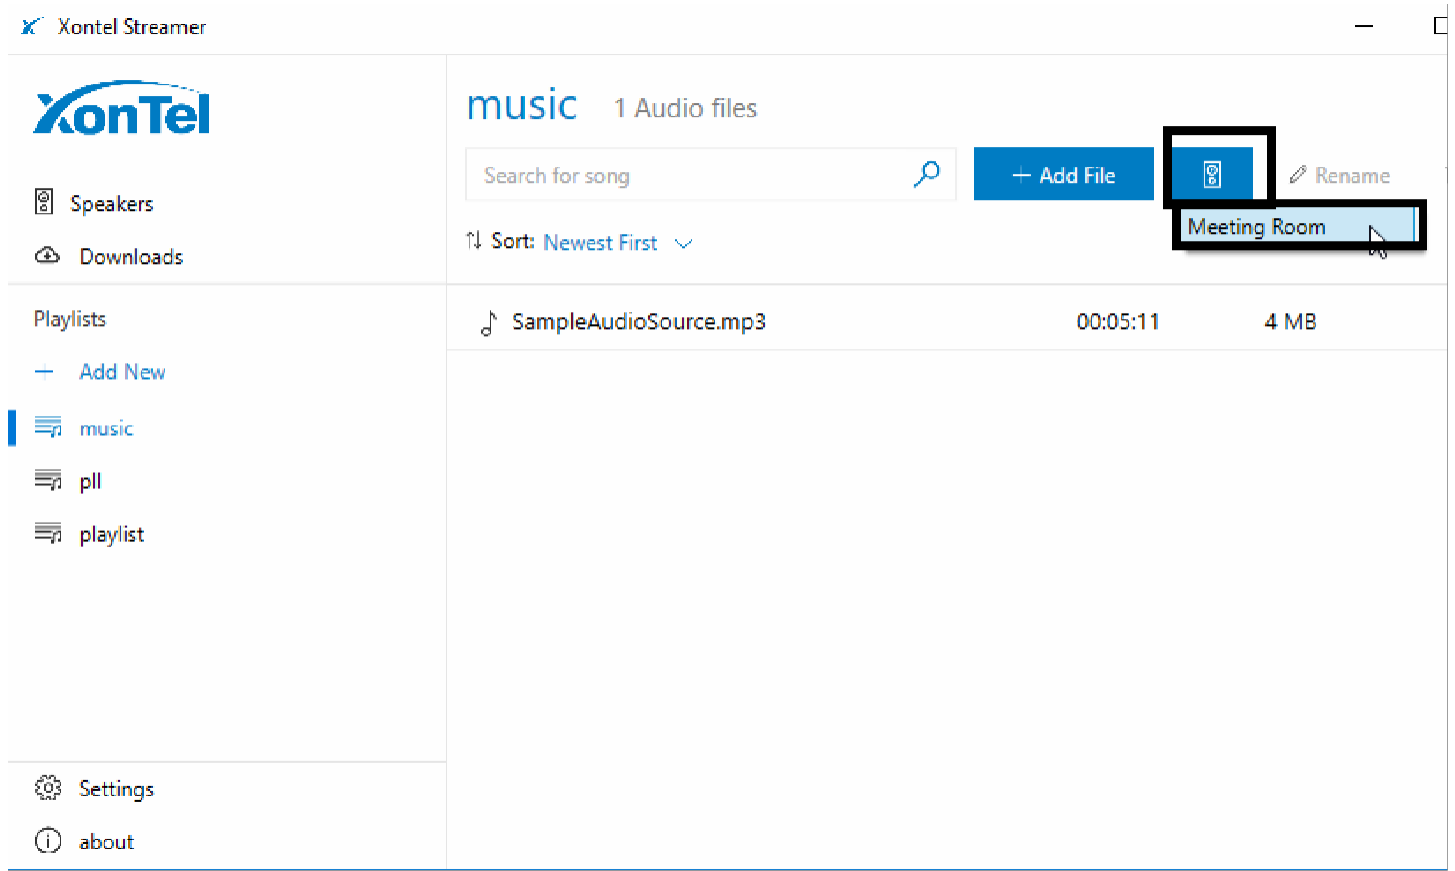 Xontel Streamer
XonTel
Speakers
Downloads
Playlists
Add New
music
pll
playlist
Settings
about
music 1 Audio files
Search for song
+ Add File
Rename
Meeting Room
Sort: Newest First
SampleAudioSource.mp3 00:05:11 4 MB